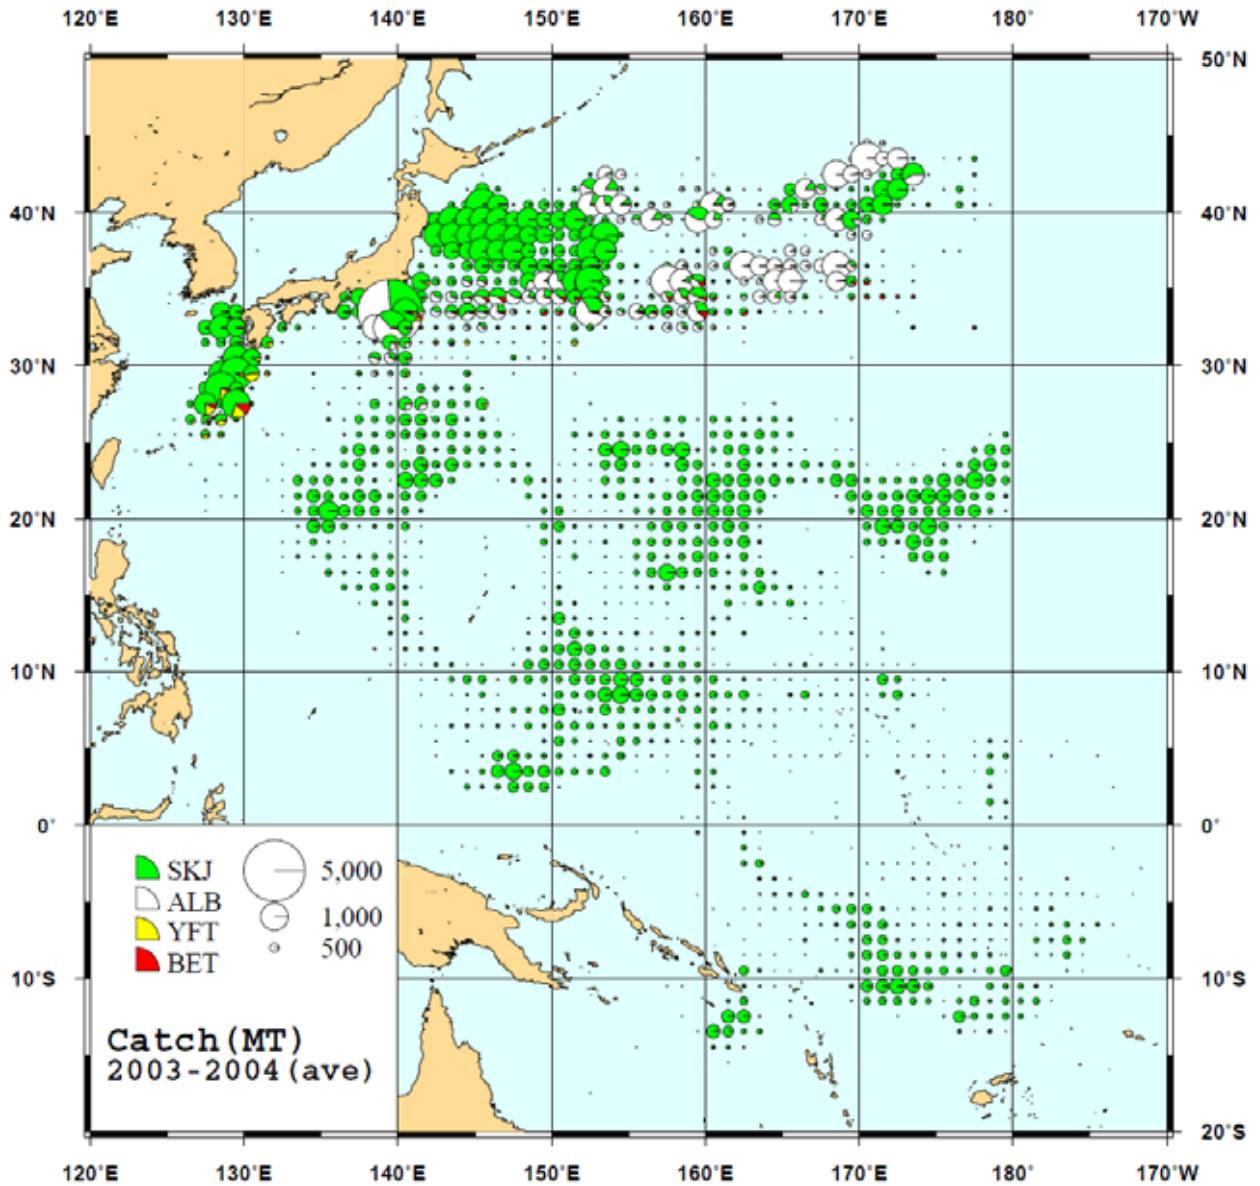 120˚E 130˚E 140˚E 150˚E 160˚E 170˚E 180˚ 170˚W
50˚N
40˚N 40˚N
30˚N 30˚N
20˚N 20˚N
10˚N 10˚N
0˚ 0˚
SKJ 5,000
ALB 1,000
YFT 500
BET
10˚S 10˚S
Catch(MT)
2003-2004(ave)
20˚S
120˚E 130˚E 140˚E 150˚E 160˚E 170˚E 180˚ 170˚W